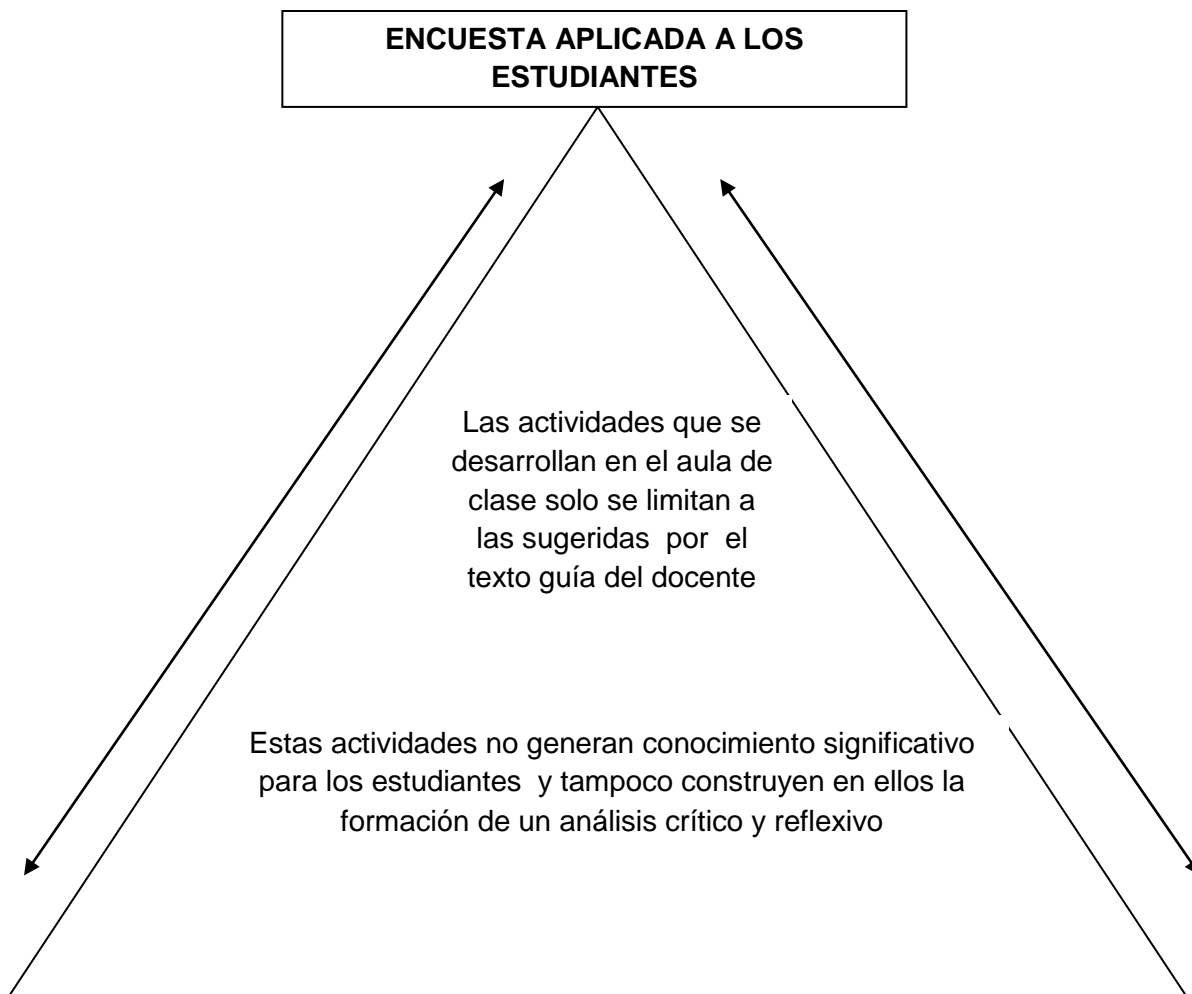 ENCUESTA APLICADA A LOS
ESTUDIANTES
Las actividades que se
desarrollan en el aula de
clase solo se limitan a
las sugeridas  por  el
texto guía del docente
Estas actividades no generan conocimiento significativo
para los estudiantes  y tampoco construyen en ellos la
formación de un análisis crítico y reflexivo